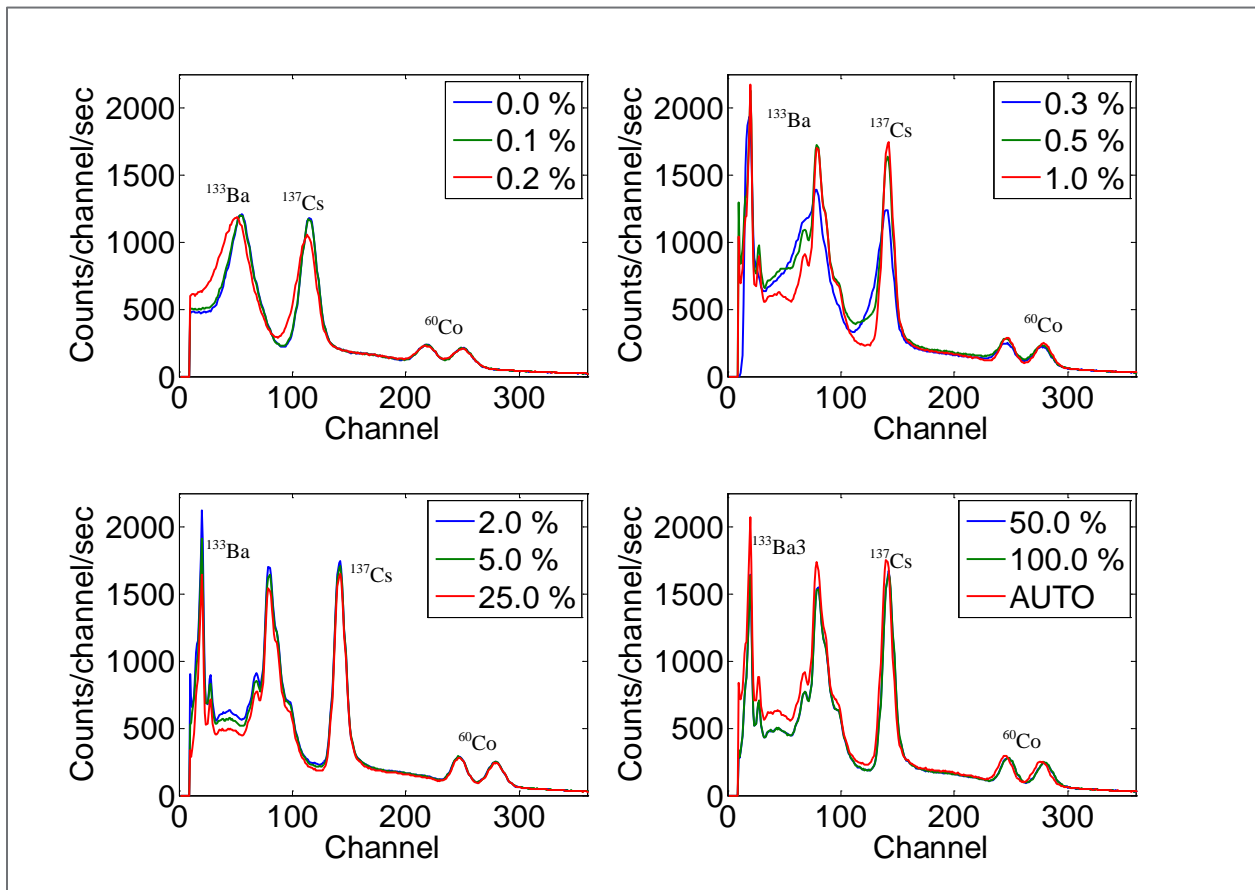 Counts/channel/sec
2000
1500
1000
500
0
0 100 200 300
Channel
¹³³Ba
¹³⁷Cs
⁶⁰Co
0.0 %
0.1 %
0.2 %
Counts/channel/sec
2000
1500
1000
500
0
0 100 200 300
Channel
¹³³Ba
¹³⁷Cs
⁶⁰Co
0.3 %
0.5 %
1.0 %
Counts/channel/sec
2000
1500
1000
500
0
0 100 200 300
Channel
¹³³Ba
¹³⁷Cs
⁶⁰Co
2.0 %
5.0 %
25.0 %
Counts/channel/sec
2000
1500
1000
500
0
0 100 200 300
Channel
¹³³Ba3
¹³⁷Cs
⁶⁰Co
50.0 %
100.0 %
AUTO